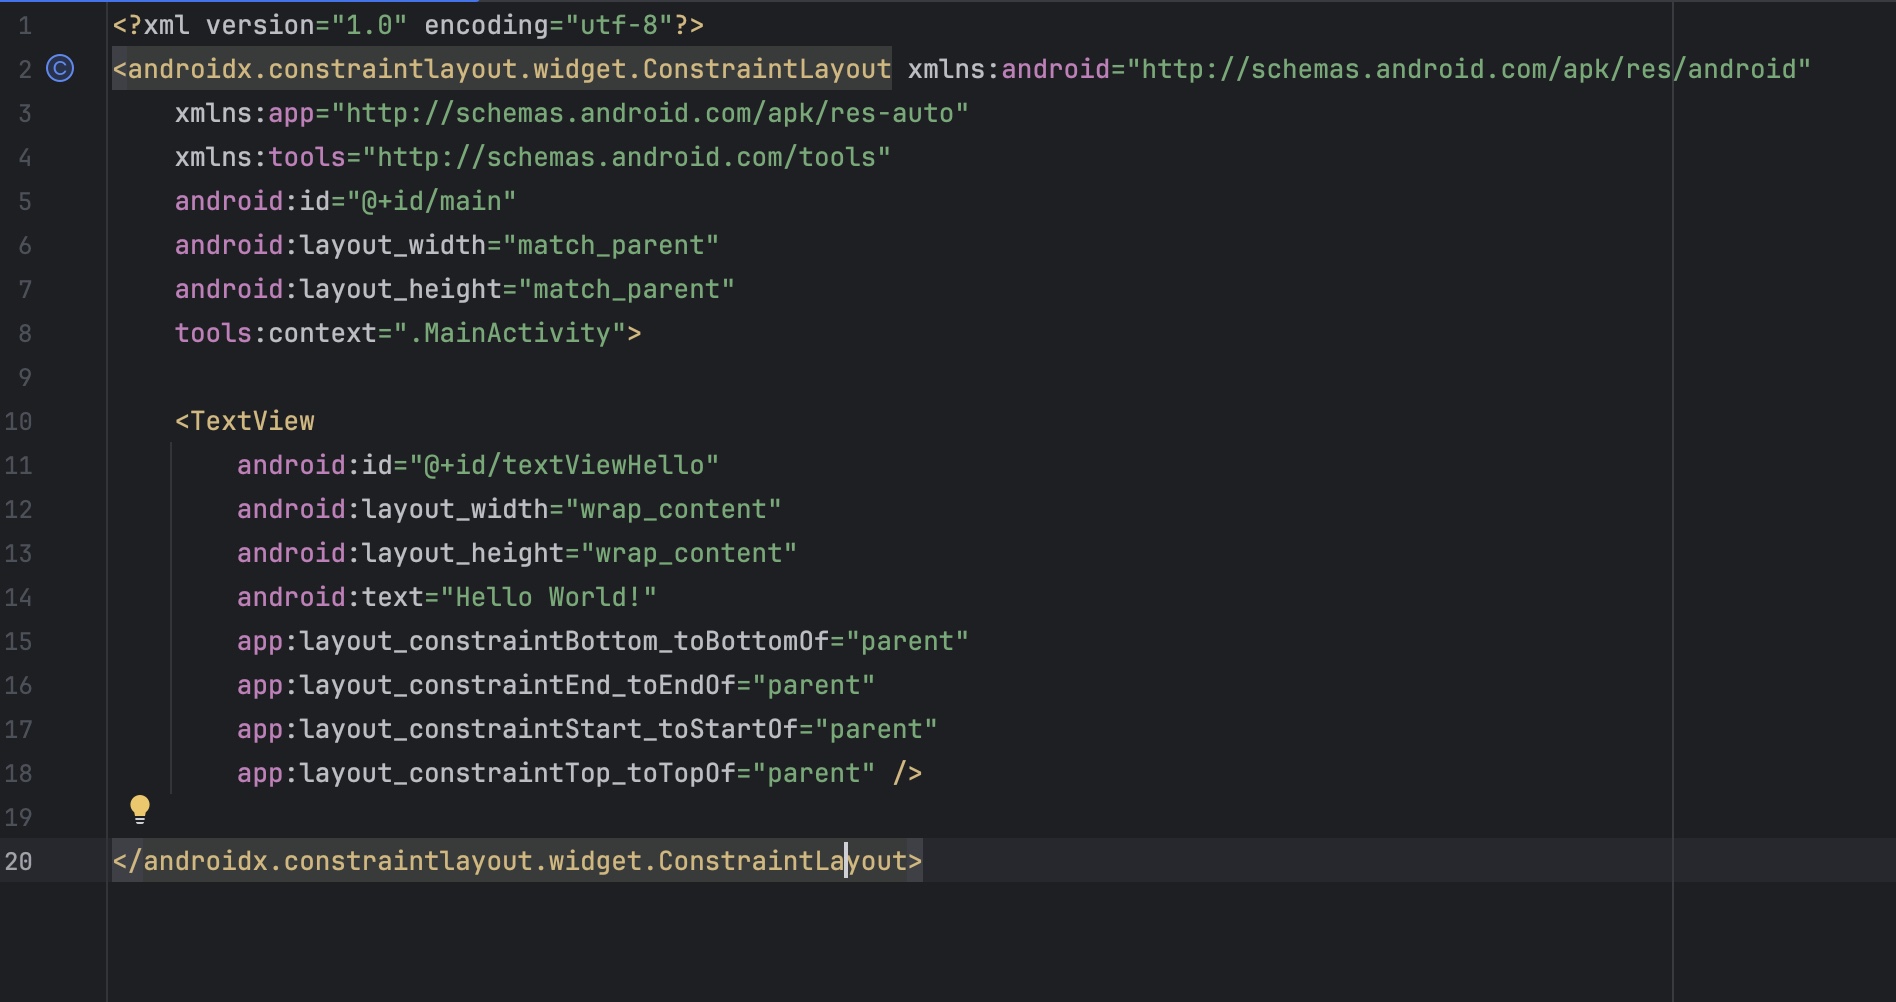 1 <?xml version="1.0" encoding="utf-8"?>
2 C <androidx.constraintlayout.widget.ConstraintLayout xmlns:android="http://schemas.android.com/apk/res/android"
3 xmlns:app="http://schemas.android.com/apk/res-auto"
4 xmlns:tools="http://schemas.android.com/tools"
5 android:id="@+id/main"
6 android:layout_width="match_parent"
7 android:layout_height="match_parent"
8 tools:context=".MainActivity">
9
10 <TextView
11 android:id="@+id/textViewHello"
12 android:layout_width="wrap_content"
13 android:layout_height="wrap_content"
14 android:text="Hello World!"
15 app:layout_constraintBottom_toBottomOf="parent"
16 app:layout_constraintEnd_toEndOf="parent"
17 app:layout_constraintStart_toStartOf="parent"
18 app:layout_constraintTop_toTopOf="parent" />
19
20 </androidx.constraintlayout.widget.ConstraintLayout>